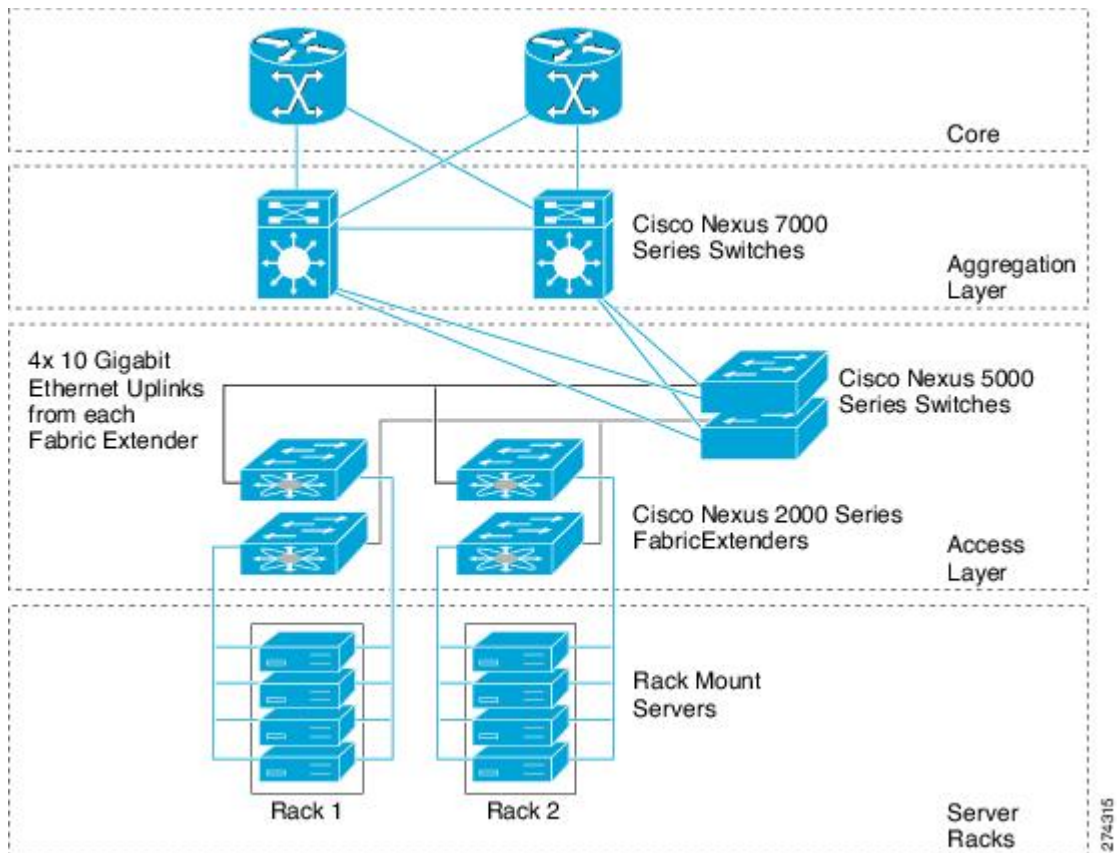 Core
Cisco Nexus 7000
Series Switches
Aggregation
Layer
4x 10 Gigabit
Ethernet Uplinks
from each
Fabric Extender
Cisco Nexus 5000
Series Switches
Cisco Nexus 2000 Series
FabricExtenders
Access
Layer
Rack Mount
Servers
Rack 1
Rack 2
Server
Racks
274315